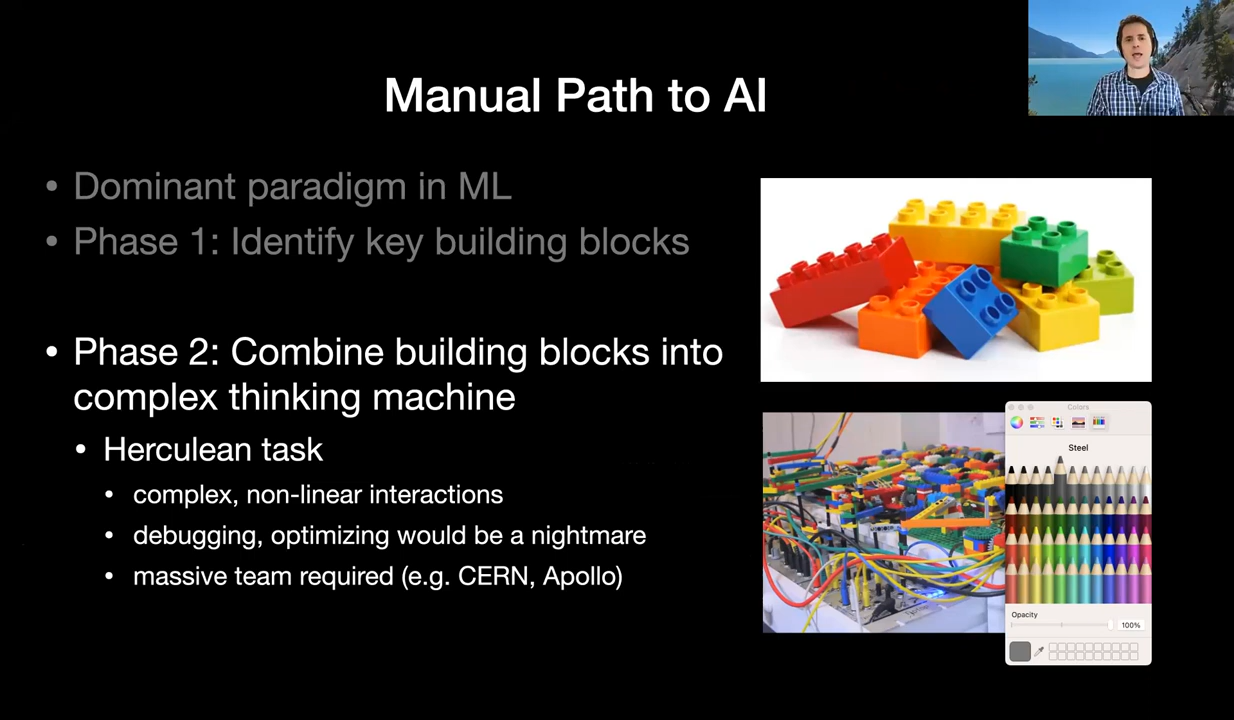 Manual Path to AI
• Dominant paradigm in ML
• Phase 1: Identify key building blocks
• Phase 2: Combine building blocks into
complex thinking machine
• Herculean task
• complex, non-linear interactions
• debugging, optimizing would be a nightmare
• massive team required (e.g. CERN, Apollo)
Colors
Steel
Opacity
100%